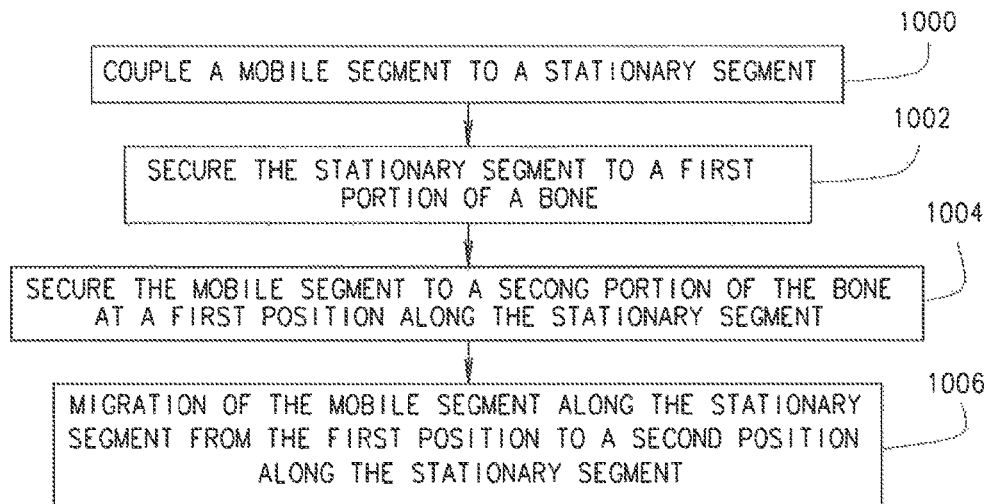 1000
COUPLE A MOBILE SEGMENT TO A STATIONARY SEGMENT
1002
SECURE THE STATIONARY SEGMENT TO A FIRST
PORTION OF A BONE
1004
SECURE THE MOBILE SEGMENT TO A SECONG PORTION OF THE BONE
AT A FIRST POSITION ALONG THE STATIONARY SEGMENT
1006
MIGRATION OF THE MOBILE SEGMENT ALONG THE STATIONARY
SEGMENT FROM THE FIRST POSITION TO A SECOND POSITION
ALONG THE STATIONARY SEGMENT